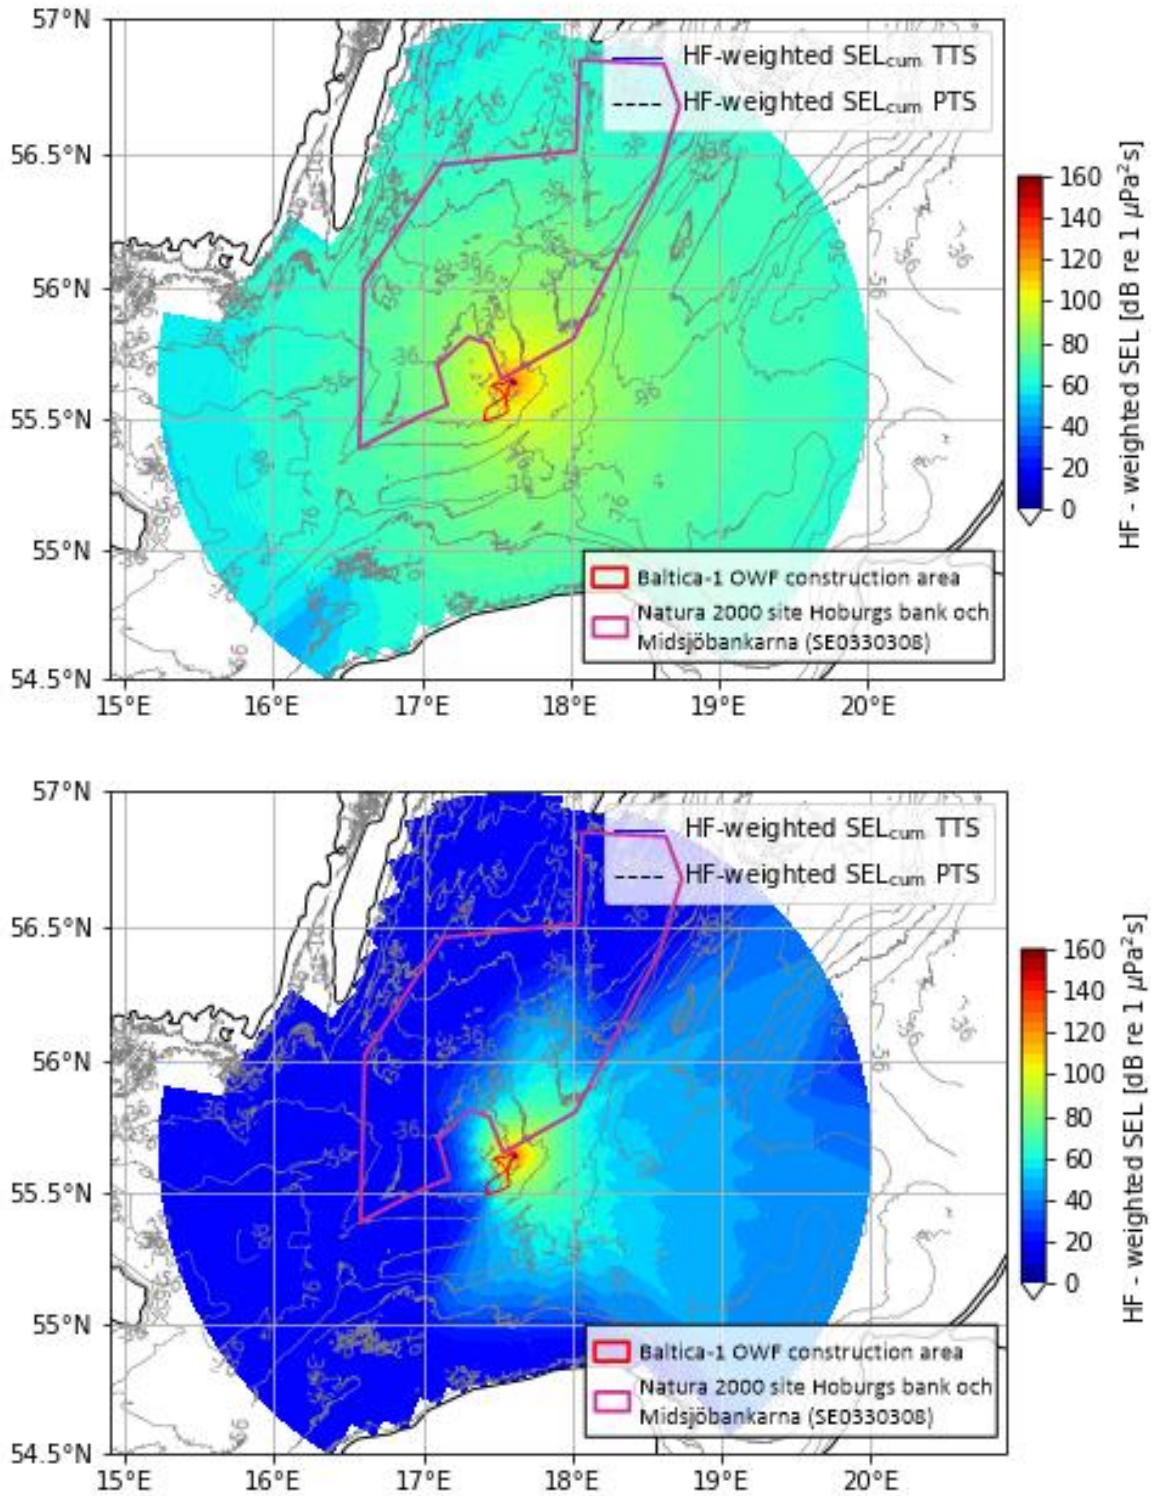 57°N
56.5°N
56°N
55.5°N
55°N
54.5°N
15°E 16°E 17°E 18°E 19°E 20°E
HF-weighted SELcum TTS
HF-weighted SELcum PTS
Baltica-1 OWF construction area
Natura 2000 site Hoburgs bank och
Midsjöbankarna (SE0330308)
160
140
120
100
80
60
40
20
0
HF - weighted SEL [dB re 1 μPa²s]
57°N
56.5°N
56°N
55.5°N
55°N
54.5°N
15°E 16°E 17°E 18°E 19°E 20°E
HF-weighted SELcum TTS
HF-weighted SELcum PTS
Baltica-1 OWF construction area
Natura 2000 site Hoburgs bank och
Midsjöbankarna (SE0330308)
160
140
120
100
80
60
40
20
0
HF - weighted SEL [dB re 1 μPa²s]